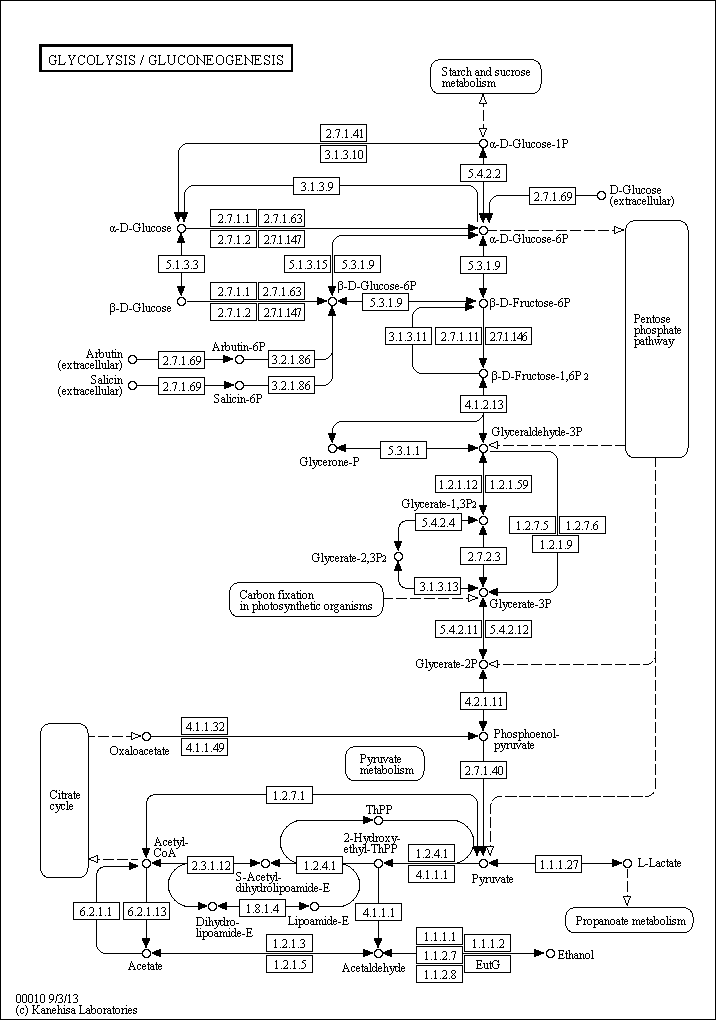 GLYCOLYSIS / GLUCONEOGENESIS
Starch and sucrose
metabolism
2.7.1.41
3.1.3.10
α-D-Glucose-1P
5.4.2.2
3.1.3.9
2.7.1.69
D-Glucose
(extracellular)
α-D-Glucose
2.7.1.1
2.7.1.63
2.7.1.2
2.7.1.147
α-D-Glucose-6P
5.1.3.3
5.1.3.15
5.3.1.9
5.3.1.9
β-D-Glucose
2.7.1.1
2.7.1.63
2.7.1.2
2.7.1.147
β-D-Glucose-6P
5.3.1.9
β-D-Fructose-6P
Pentose
phosphate
pathway
3.1.3.11
2.7.1.11
2.7.1.146
Arbutin
(extracellular)
2.7.1.69
Arbutin-6P
3.2.1.86
Salicin
(extracellular)
2.7.1.69
Salicin-6P
3.2.1.86
β-D-Fructose-1,6P2
4.1.2.13
Glyceraldehyde-3P
Glycerone-P
5.3.1.1
1.2.1.12
1.2.1.59
Glycerate-1,3P2
5.4.2.4
1.2.7.5
1.2.7.6
1.2.1.9
Glycerate-2,3P2
2.7.2.3
3.1.3.13
Carbon fixation
in photosynthetic organisms
Glycerate-3P
5.4.2.11
5.4.2.12
Glycerate-2P
4.2.1.11
Oxaloacetate
4.1.1.32
4.1.1.49
Phosphoenol-
pyruvate
Pyruvate
metabolism
2.7.1.40
Citrate
cycle
1.2.7.1
ThPP
Acetyl-
CoA
2.3.1.12
S-Acetyl-
dihydrolipoamide-E
1.2.4.1
2-Hydroxy-
ethyl-ThPP
1.2.4.1
4.1.1.1
Pyruvate
1.1.1.27
L-Lactate
6.2.1.1
6.2.1.13
Dihydro-
lipoamide-E
1.8.1.4
Lipoamide-E
4.1.1.1
Propanoate metabolism
Acetate
1.2.1.3
1.2.1.5
Acetaldehyde
1.1.1.1
1.1.1.2
1.1.2.7
EutG
1.1.2.8
Ethanol
00010 9/3/13
(c) Kanehisa Laboratories